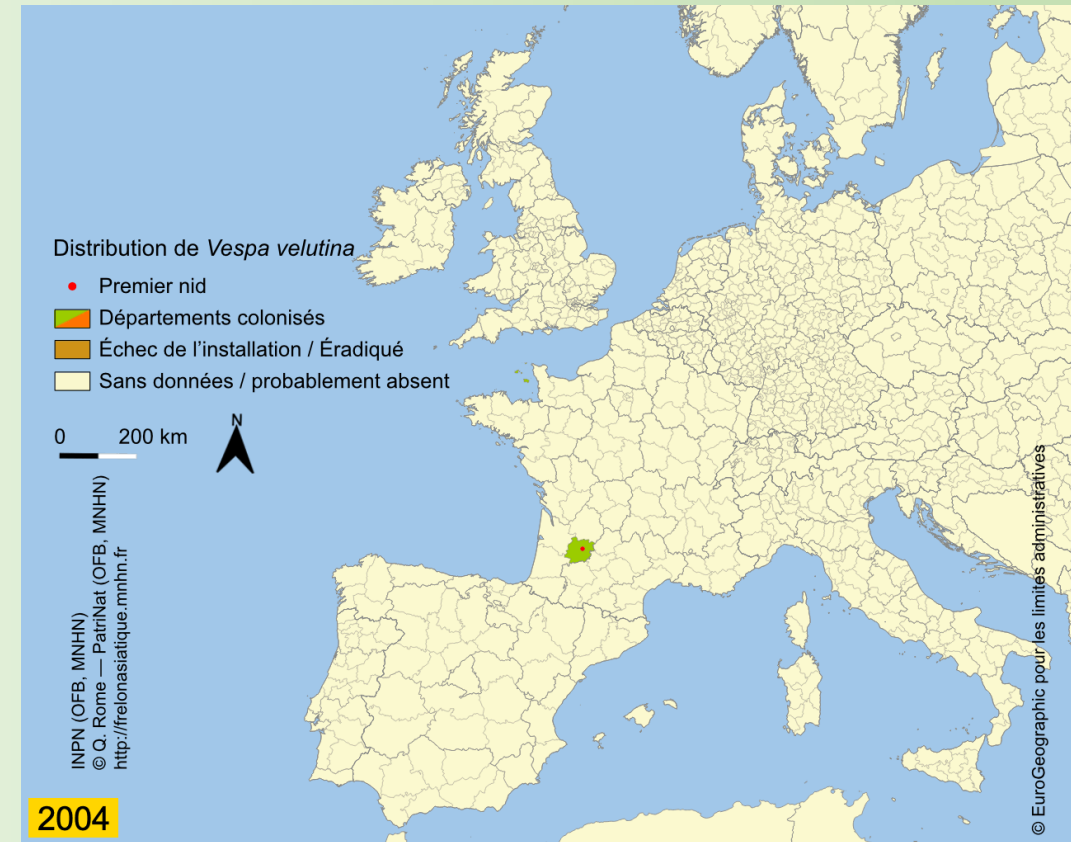 Distribution de Vespa velutina
Premier nid
Départements colonisés
Échec de l'installation / Éradiqué
Sans données / probablement absent
0 200 km
N
INPN (OFB, MNHN)
© Q. Rome — PatriNat (OFB, MNHN)
http://frelonasiatique.mnhn.fr
2004
© EuroGeographic pour les limites administratives